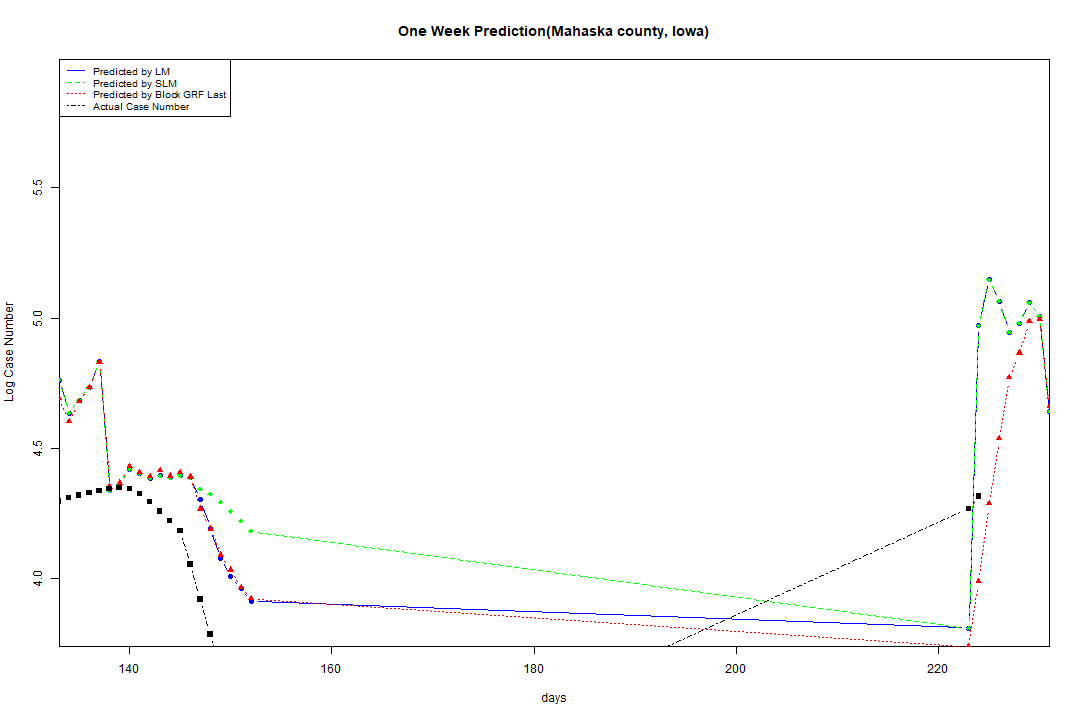 One Week Prediction(Mahaska county, Iowa)
Predicted by LM
Predicted by SLM
Predicted by Block GRF Last
Actual Case Number
Log Case Number
5.5
5.0
4.5
4.0
140 160 180 200 220
days